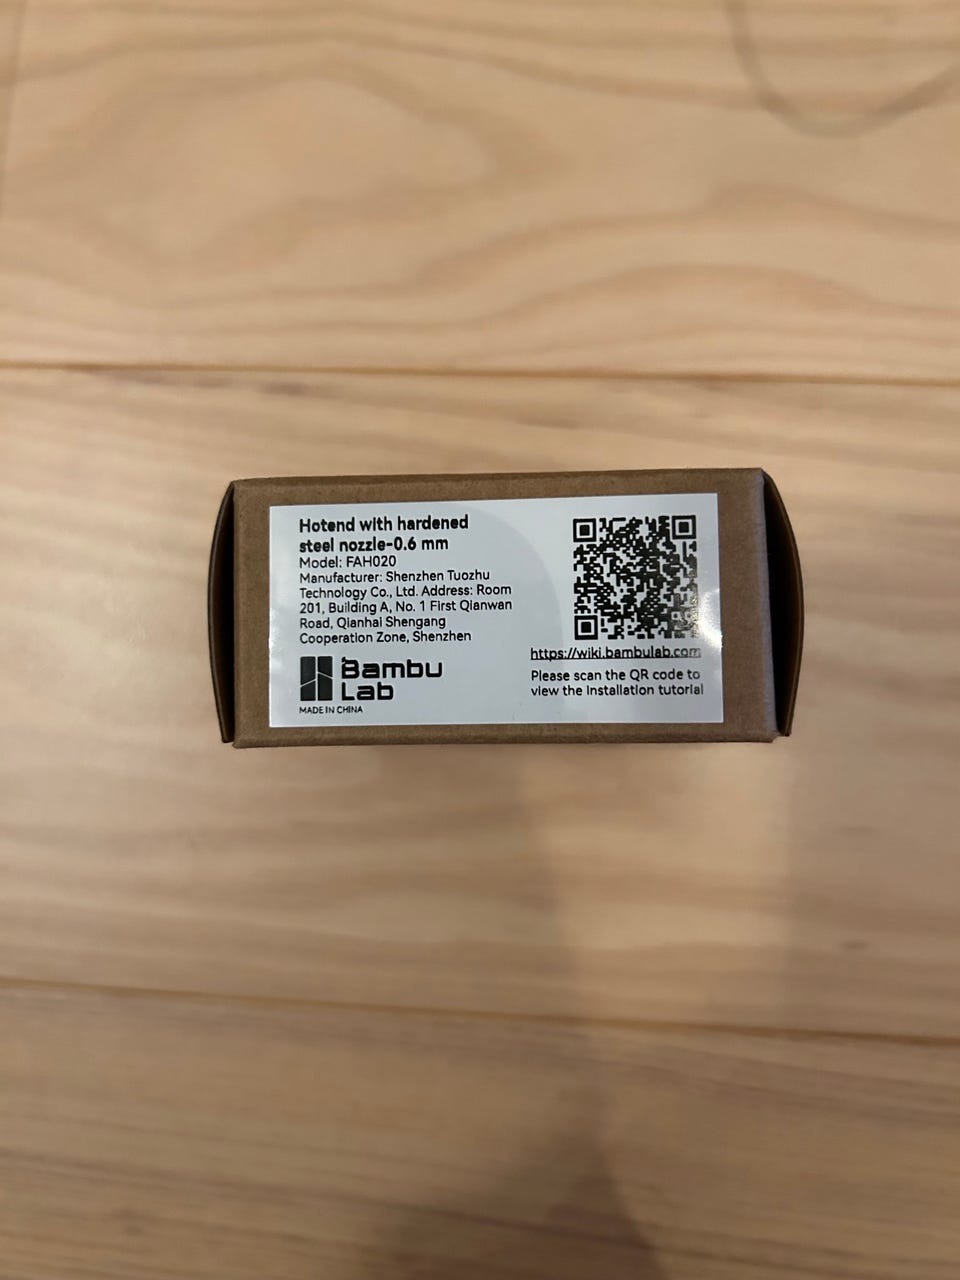 Hotend with hardened
steel nozzle-0.6 mm
Model: FAH020
Manufacturer: Shenzhen Tuozhu
Technology Co., Ltd. Address: Room
201, Building A, No. 1 First Qianwan
Road, Qianhai Shengang
Cooperation Zone, Shenzhen
Bambu
Lab
MADE IN CHINA
https://wiki.bambulab.com
Please scan the QR code to
view the installation tutorial